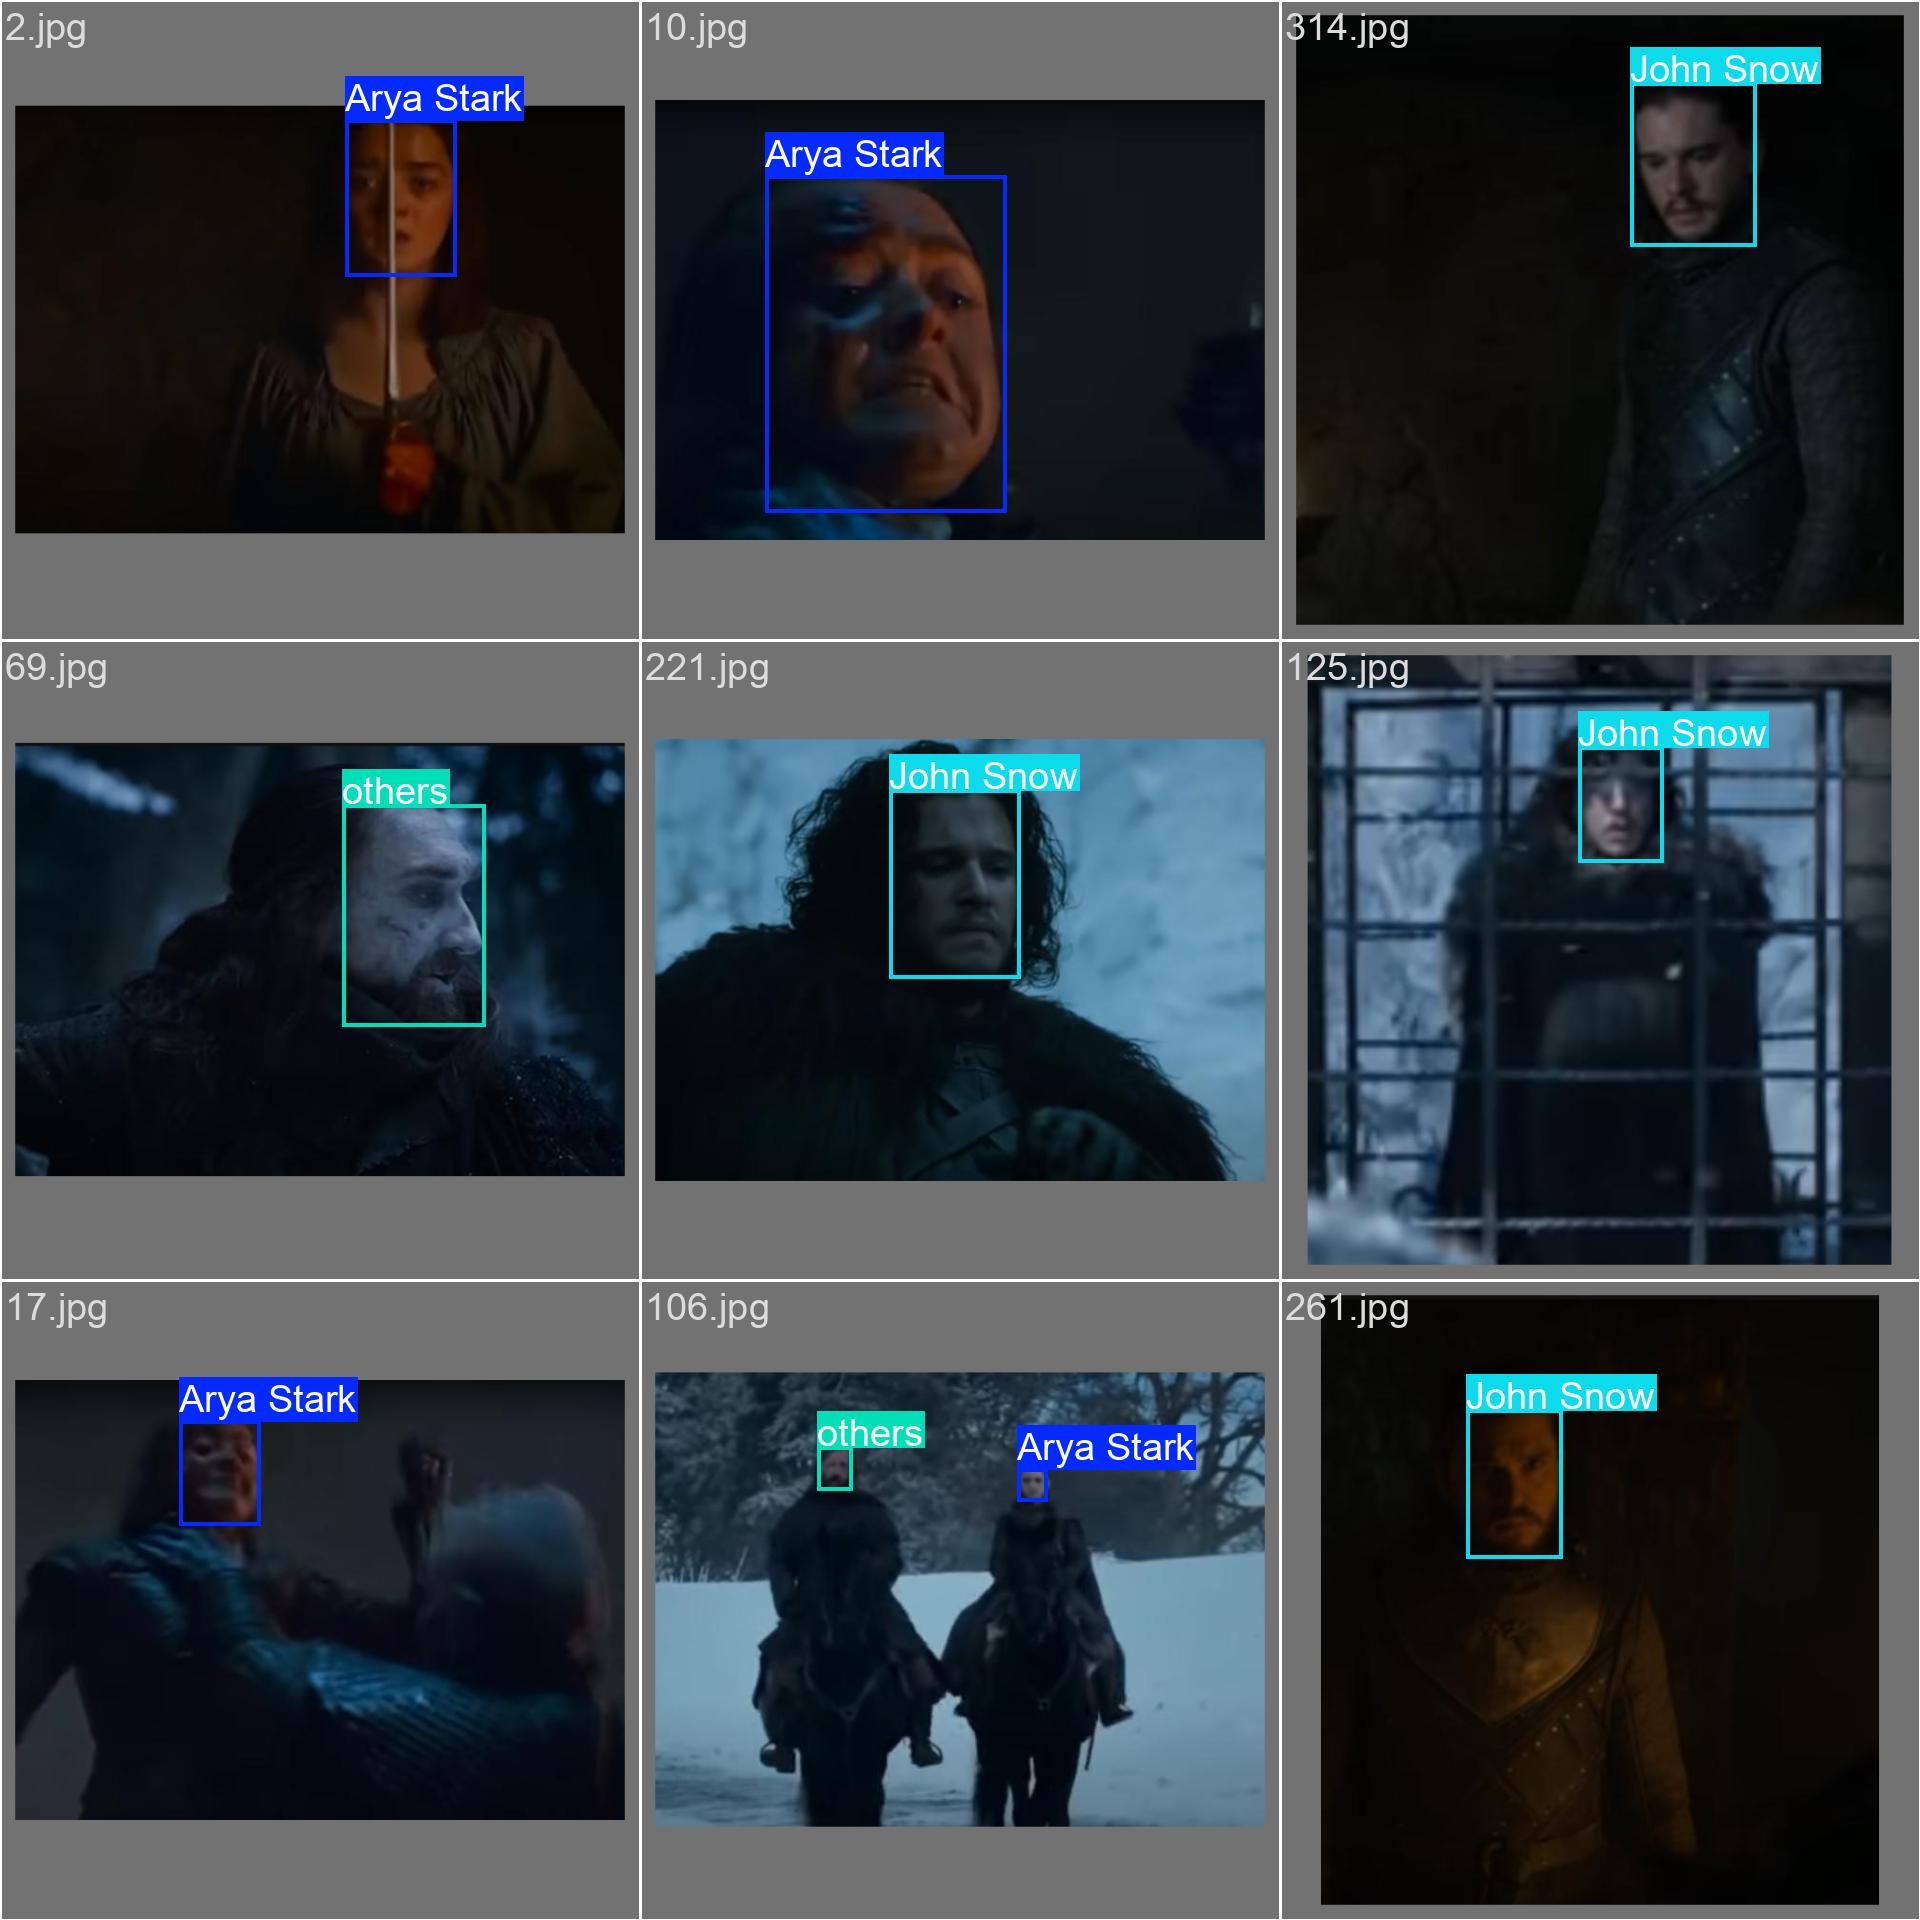 2.jpg
Arya Stark
10.jpg
Arya Stark
314.jpg
John Snow
69.jpg
others
221.jpg
John Snow
125.jpg
John Snow
17.jpg
Arya Stark
106.jpg
others
Arya Stark
261.jpg
John Snow